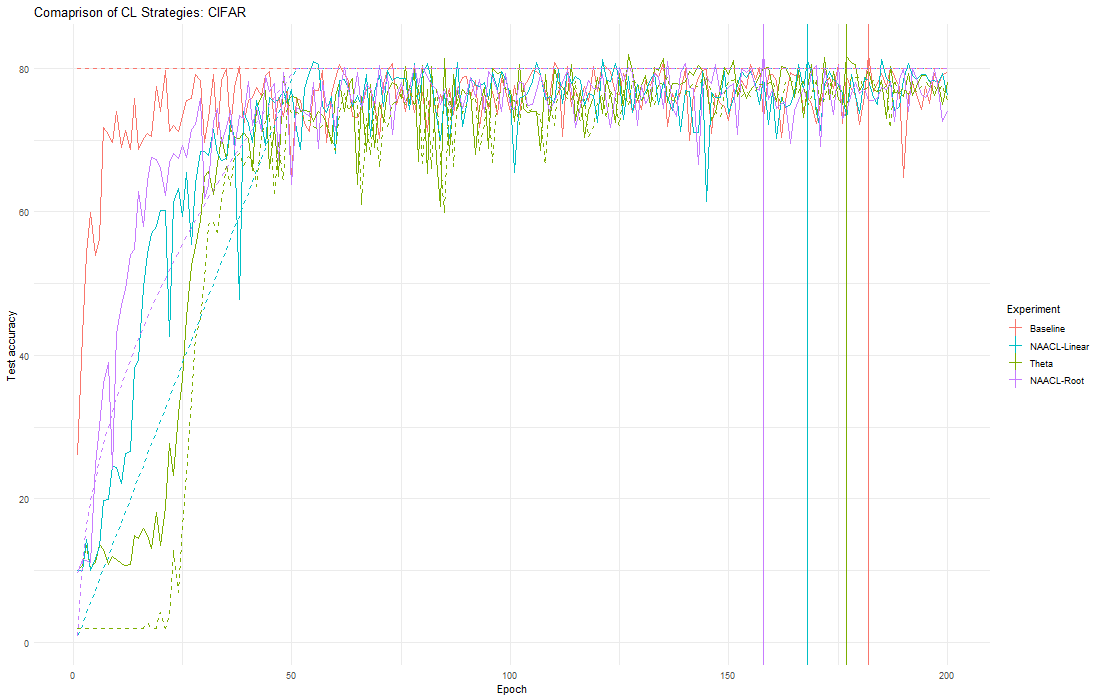 Comaprison of CL Strategies: CIFAR
80
60
40
20
0
Test accuracy
0
50
100
150
200
Epoch
Experiment
Baseline
NAACL-Linear
Theta
NAACL-Root